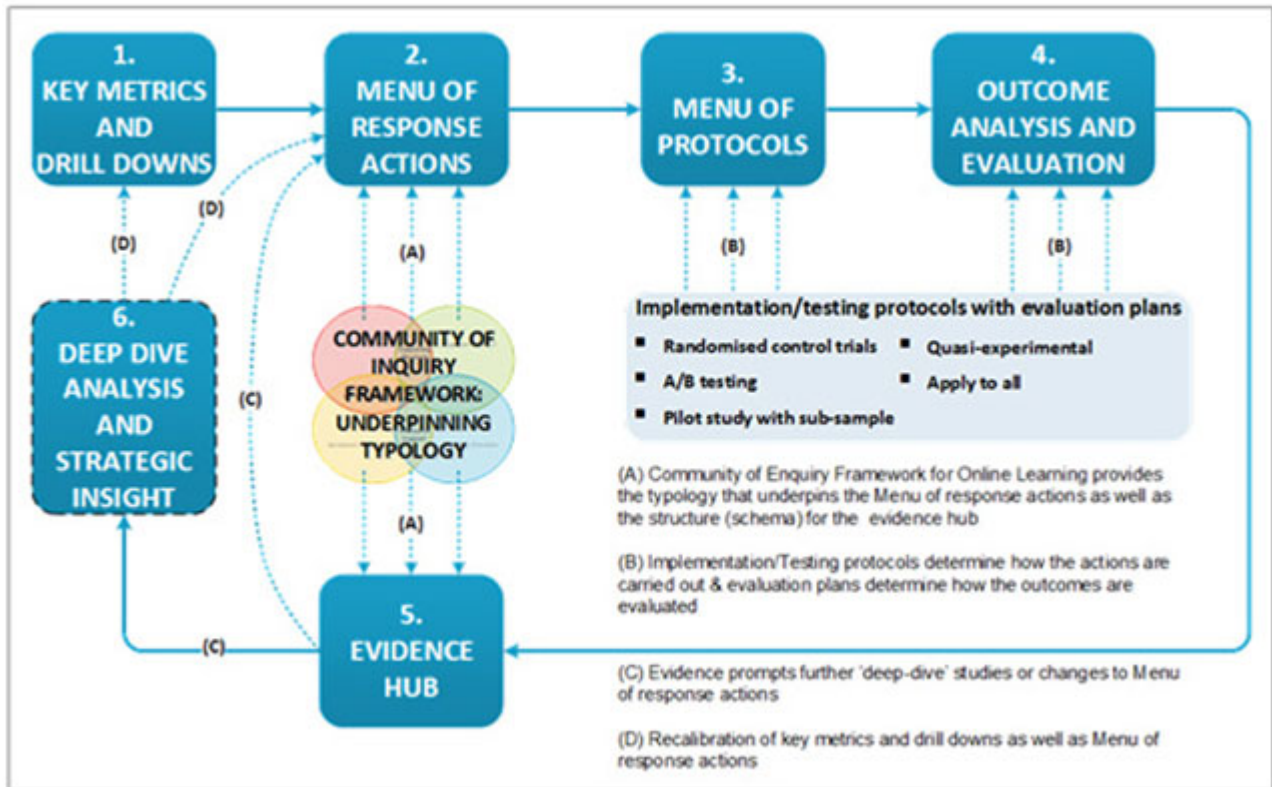 1.
KEY METRICS
AND
DRILL DOWNS
2.
MENU OF
RESPONSE
ACTIONS
3.
MENU OF
PROTOCOLS
4.
OUTCOME
ANALYSIS AND
EVALUATION
(D)
(D)
(A)
(B)
(B)
6.
DEEP DIVE
ANALYSIS
AND
STRATEGIC
INSIGHT
(C)
COMMUNITY OF
INQUIRY
FRAMEWORK:
UNDERPINNING
TYPOLOGY
Implementation/testing protocols with evaluation plans
▪ Randomised control trials
▪ A/B testing
▪ Pilot study with sub-sample
▪ Quasi-experimental
▪ Apply to all
(A)
(A) Community of Enquiry Framework for Online Learning provides
the typology that underpins the Menu of response actions as well as
the structure (schema) for the evidence hub
(B) Implementation/Testing protocols determine how the actions are
carried out & evaluation plans determine how the outcomes are
evaluated
5.
EVIDENCE
HUB
(C)
(C) Evidence prompts further 'deep-dive' studies or changes to Menu
of response actions
(D) Recalibration of key metrics and drill downs as well as Menu of
response actions